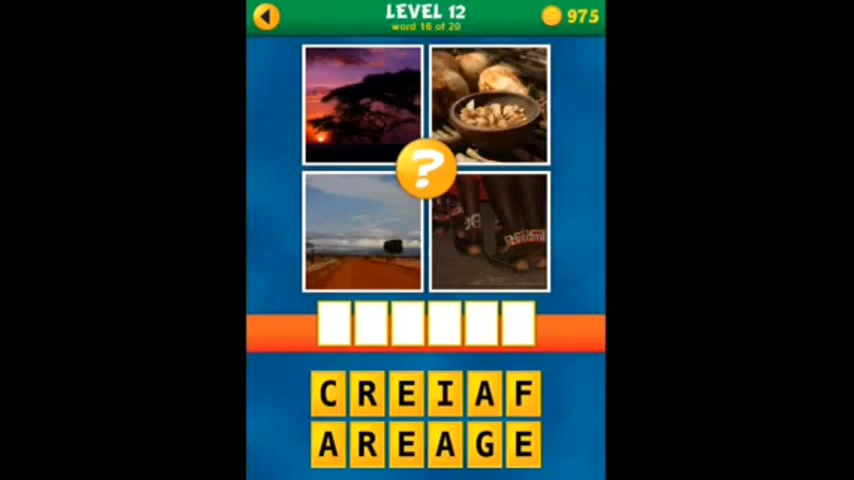 LEVEL 12
word 16 of 20
975
?
C R E I A F
A R E A G E